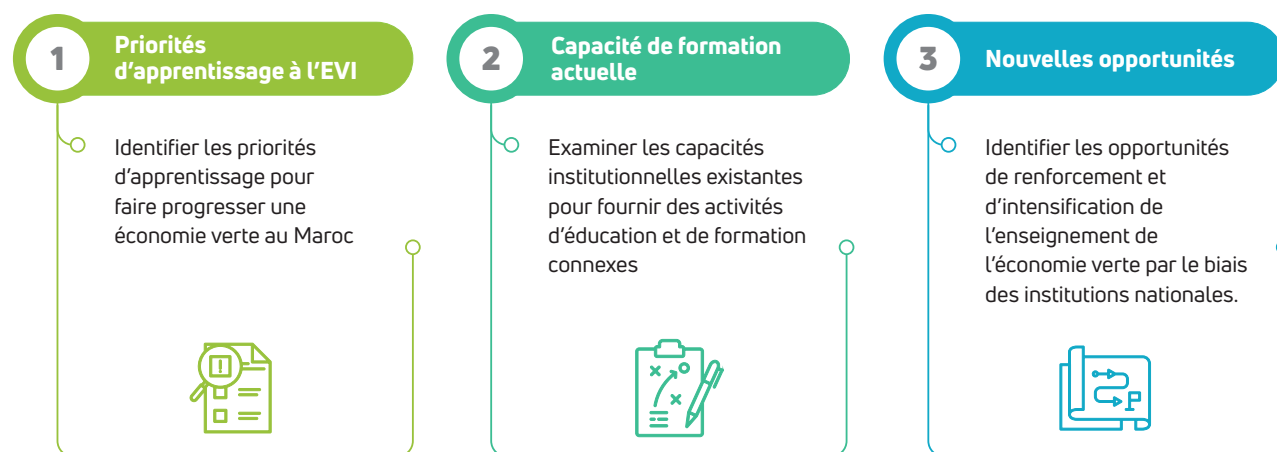 1
Priorités
d'apprentissage à l'EVI
Identifier les priorités
d'apprentissage pour
faire progresser une
économie verte au Maroc
2
Capacité de formation
actuelle
Examiner les capacités
institutionnelles existantes
pour fournir des activités
d'éducation et de formation
connexes
3
Nouvelles opportunités
Identifier les opportunités
de renforcement et
d'intensification de
l'enseignement de
l'économie verte par le biais
des institutions nationales.